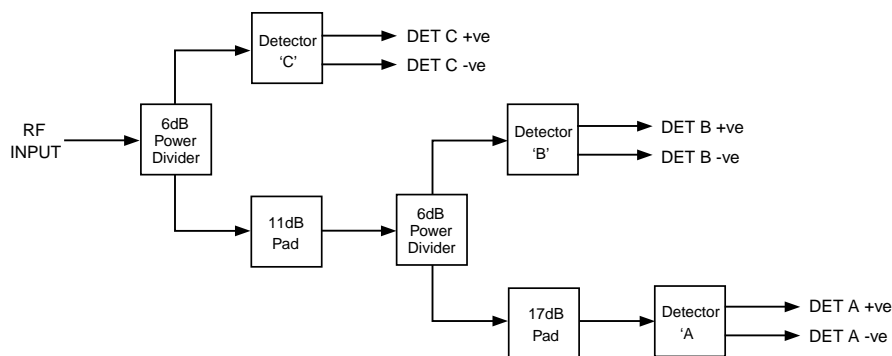 Detector
‘C’
DET C +ve
DET C -ve
RF
INPUT
6dB
Power
Divider
Detector
‘B’
DET B +ve
DET B -ve
11dB
Pad
6dB
Power
Divider
17dB
Pad
Detector
‘A
DET A +ve
DET A -ve